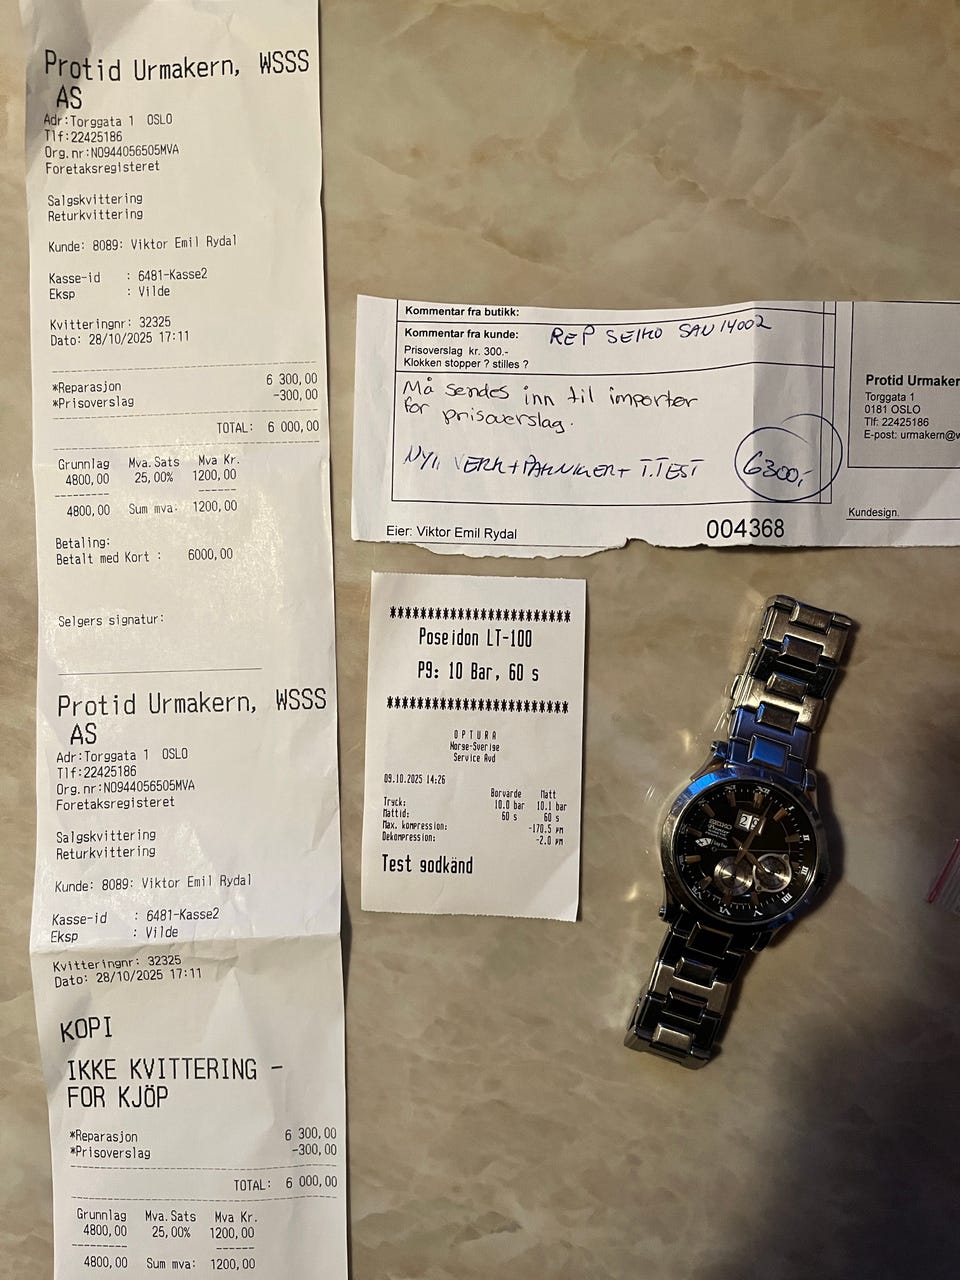 Protid Urmakern, WSSS
AS
Adr:Torggata 1 OSLO
Tlf:22425186
Org.nr:NO944056505MVA
Foretaksregisteret
Salgskvittering
Returkvittering
Kunde: 8089: Viktor Emil Rydal
Kasse-id : 6481-Kasse2
Eksp : Vilde
Kvitteringnr: 32325
Dato: 28/10/2025 17:11
*Reparasjon 6 300,00
*Prisoverslag -300,00
TOTAL: 6 000,00
Grunnlag Mva.Sats Mva Kr.
4800,00 25,00% 1200,00
4800,00 Sum mva: 1200,00
Betaling:
Betalt med Kort : 6000,00
Selgers signatur:
Protid Urmakern, WSSS
AS
Adr:Torggata 1 OSLO
Tlf:22425186
Org.nr:NO944056505MVA
Foretaksregisteret
Salgskvittering
Returkvittering
Kunde: 8089: Viktor Emil Rydal
Kasse-id : 6481-Kasse2
Eksp : Vilde
Kvitteringnr: 32325
Dato: 28/10/2025 17:11
KOPI
IKKE KVITTERING -
FOR KJÖP
*Reparasjon 6 300,00
*Prisoverslag -300,00
TOTAL: 6 000,00
Grunnlag Mva.Sats Mva Kr.
4800,00 25,00% 1200,00
4800,00 Sum mva: 1200,00
Kommentar fra butikk:
Kommentar fra kunde: REP SEIKO SAV 14002
Prisoverslag kr. 300.-
Klokken stopper ? stilles ?
Må sendes inn til importer
for prisoverslag.
VERK + PAKNIKER + T.TEST 6300,-
Eier: Viktor Emil Rydal 004368
Protid Urmaker
Torggata 1
0181 OSLO
Tlf: 22425186
E-post: urmakern@w
Kundesign.
***********************
Poseidon LT-100
P9: 10 Bar, 60 s
***********************
OPTURA
Norge-Sverige
Service Avd
09.10.2025 14:26
Borvarde Matt
Tryck: 10.0 bar 10.1 bar
Mattid: 60 s 60 s
Max. kompression: -170.5 µm
Dekompression: -2.0 µm
Test godkänd
SEIKO
Premier